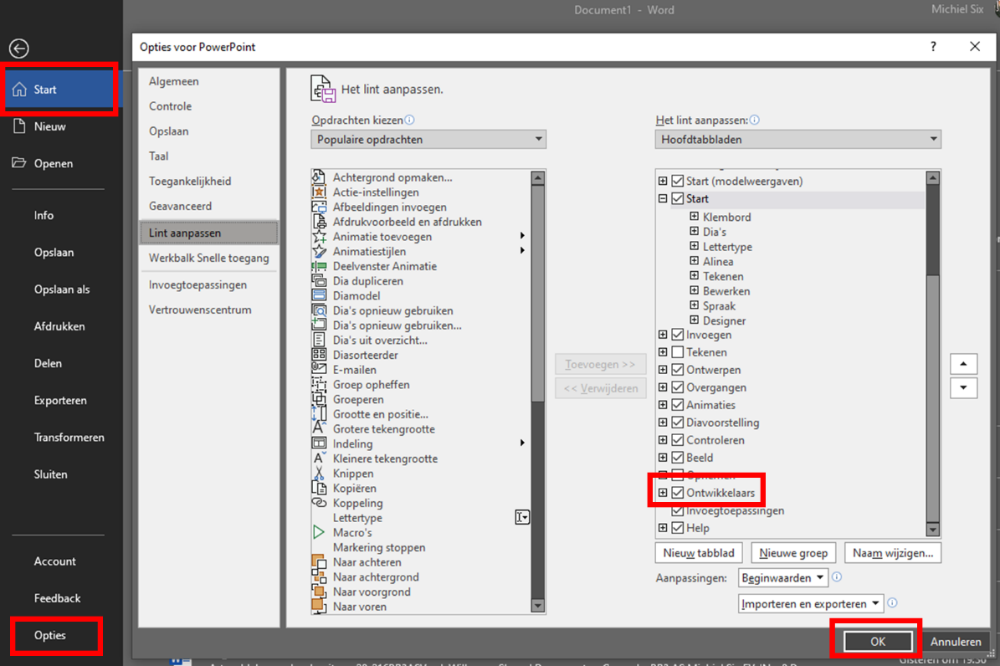 Document1 - Word
Michiel Six
Start
Nieuw
Openen
Info
Opslaan
Opslaan als
Afdrukken
Delen
Exporteren
Transformeren
Sluiten
Account
Feedback
Opties
Opties voor PowerPoint
?
Algemeen
Controle
Opslaan
Taal
Toegankelijkheid
Geavanceerd
Lint aanpassen
Werkbalk Snelle toegang
Invoegtoepassingen
Vertrouwenscentrum
Het lint aanpassen.
Opdrachten kiezen
Populaire opdrachten
Achtergrond opmaken...
Actie-instellingen
Afbeeldingen invoegen
Afdrukvoorbeeld en afdrukken
Animatie toevoegen
Animatiestijlen
Deelvenster Animatie
Dia dupliceren
Diamodel
Dia's opnieuw gebruiken
Dia's opnieuw gebruiken...
Dia's uit overzicht...
Diasorteerder
E-mailen
Groep opheffen
Groeperen
Grootte en positie...
Grotere tekengrootte
Indeling
Kleinere tekengrootte
Knippen
Kopiëren
Koppeling
Lettertype
Macro's
Markering stoppen
Naar achteren
Naar achtergrond
Naar voorgrond
Naar voren
Toevoegen >>
<< Verwijderen
Het lint aanpassen:
Hoofdtabbladen
Start (modelweergaven)
Start
Klembord
Dia's
Lettertype
Alinea
Tekenen
Bewerken
Spraak
Designer
Invoegen
Tekenen
Ontwerpen
Overgangen
Animaties
Diavoorstelling
Controleren
Beeld
Opnemen
Ontwikkelaars
Invoegtoepassingen
Help
Nieuw tabblad
Nieuwe groep
Naam wijzigen...
Aanpassingen:
Beginwaarden
Importeren en exporteren
OK
Annuleren
Gisteren om 19:30